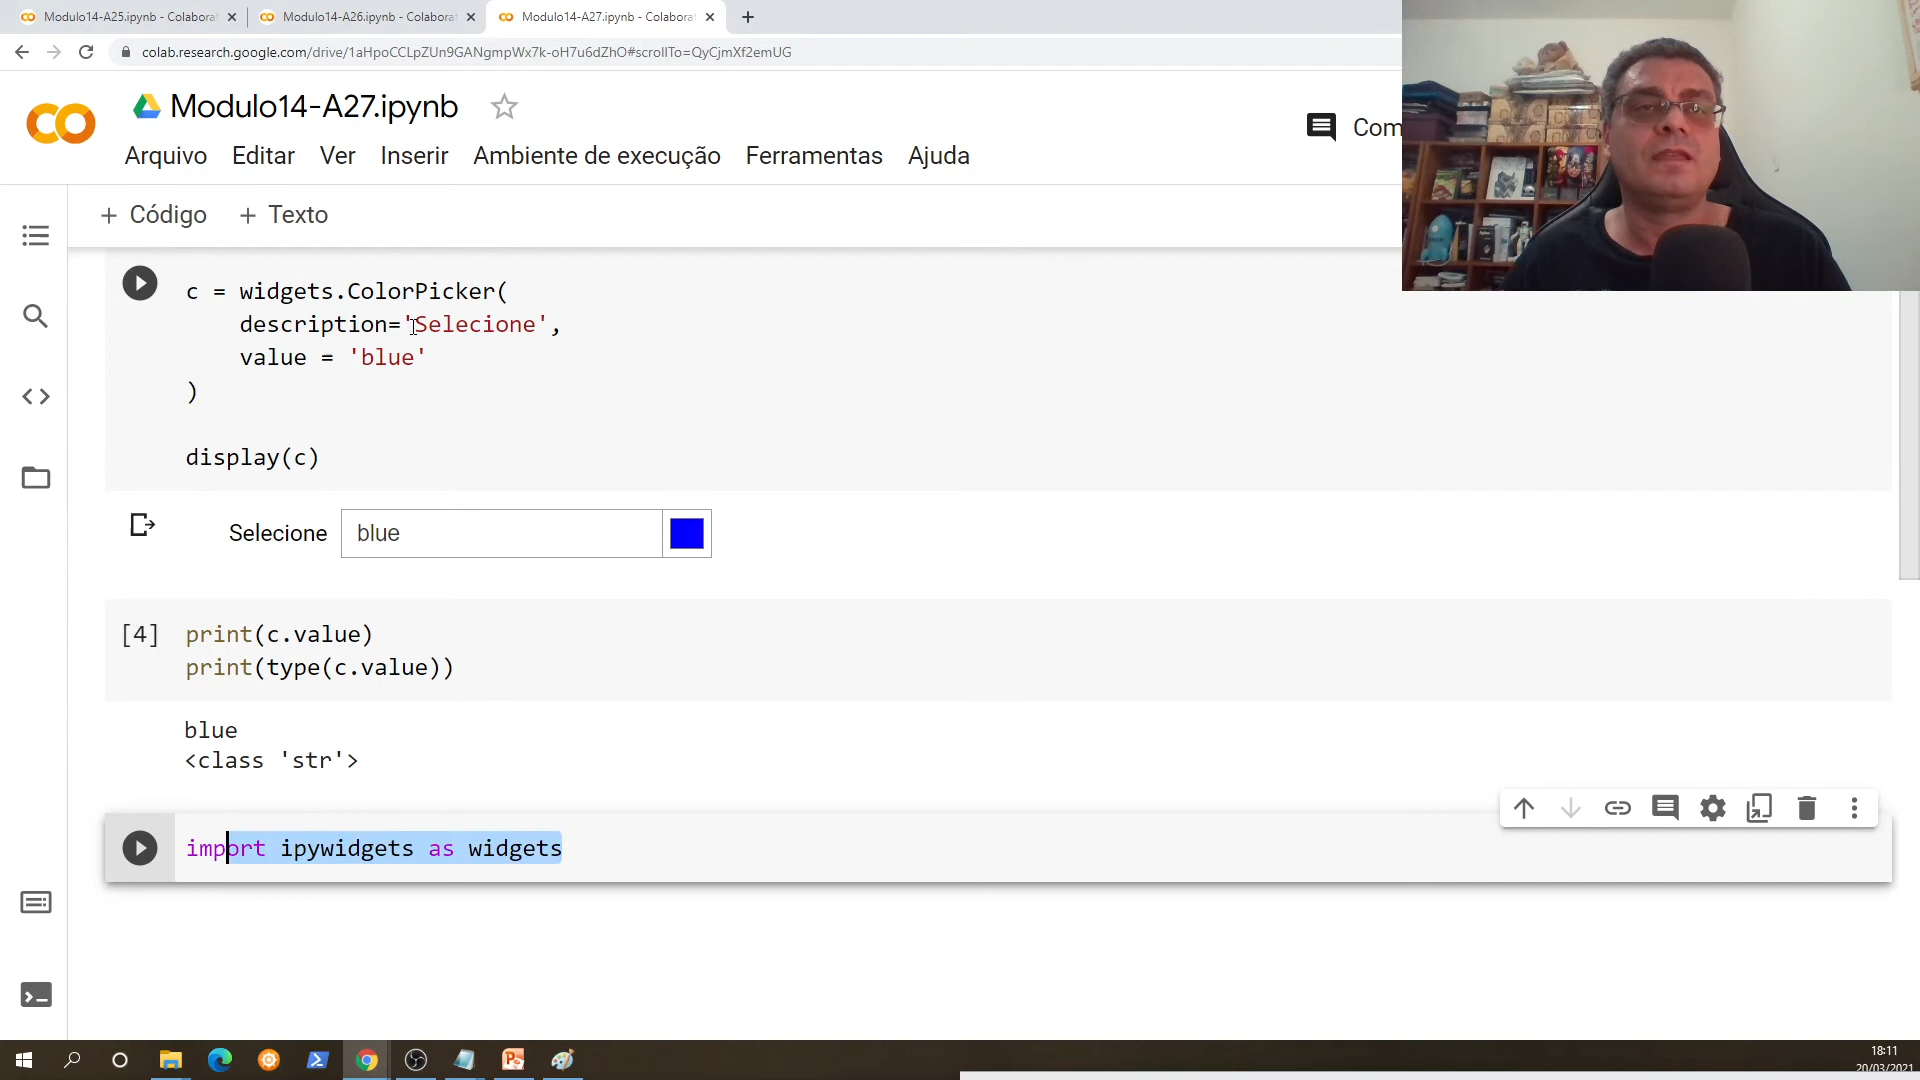 Modulo14-A25.ipynb - Colabora
Modulo14-A26.ipynb - Colabora
Modulo14-A27.ipynb - Colabora
colab.research.google.com/drive/1aHpoCCLpZUn9GANgmpWx7k-oH7u6dZhO#scrollTo=QyCjmXf2emUG
Modulo14-A27.ipynb
Com
Arquivo Editar Ver Inserir Ambiente de execução Ferramentas Ajuda
+ Código + Texto
c = widgets.ColorPicker(
description='Selecione',
value = 'blue'
)
display(c)
Selecione blue
[4] print(c.value)
print(type(c.value))
blue
<class 'str'>
import ipywidgets as widgets
18:11
20/03/2021